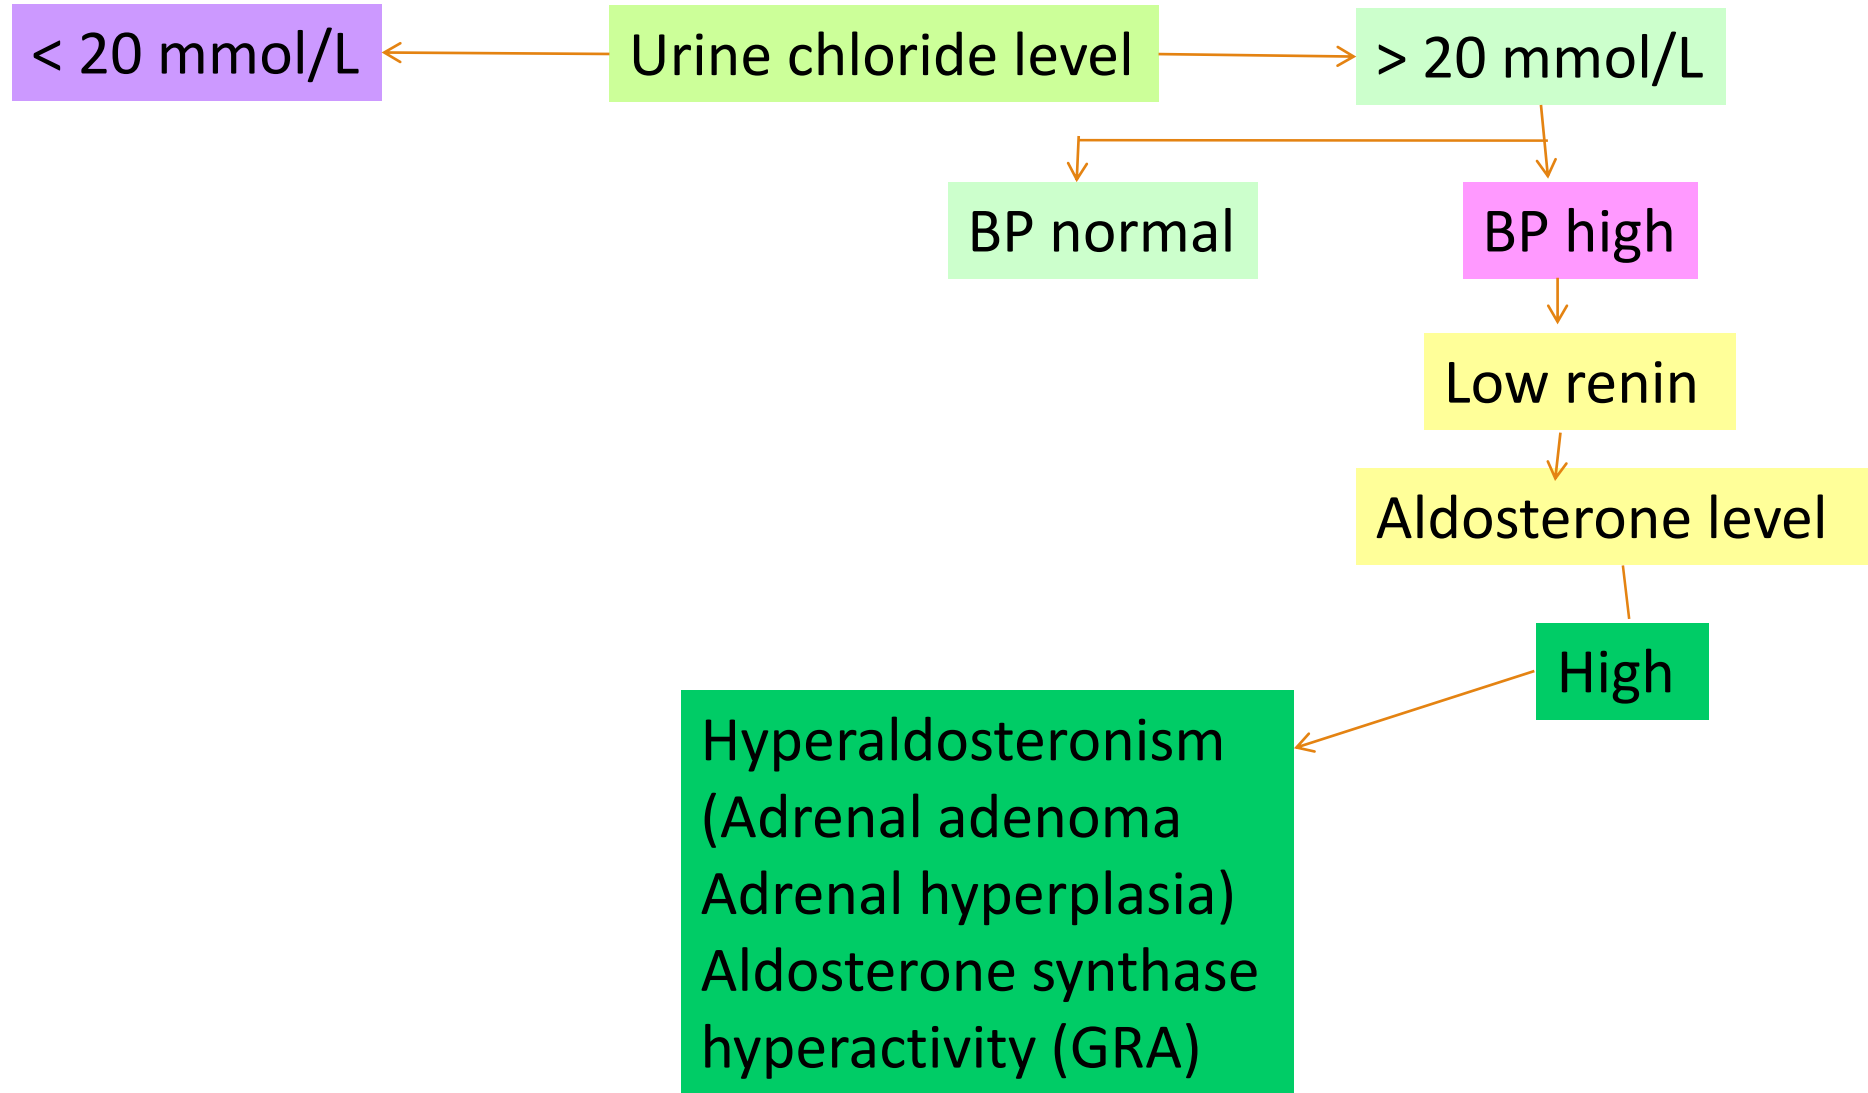 < 20 mmol/L
Urine chloride level
> 20 mmol/L
BP normal
BP high
Low renin
Aldosterone level
High
Hyperaldosteronism
(Adrenal adenoma
Adrenal hyperplasia)
Aldosterone synthase
hyperactivity (GRA)